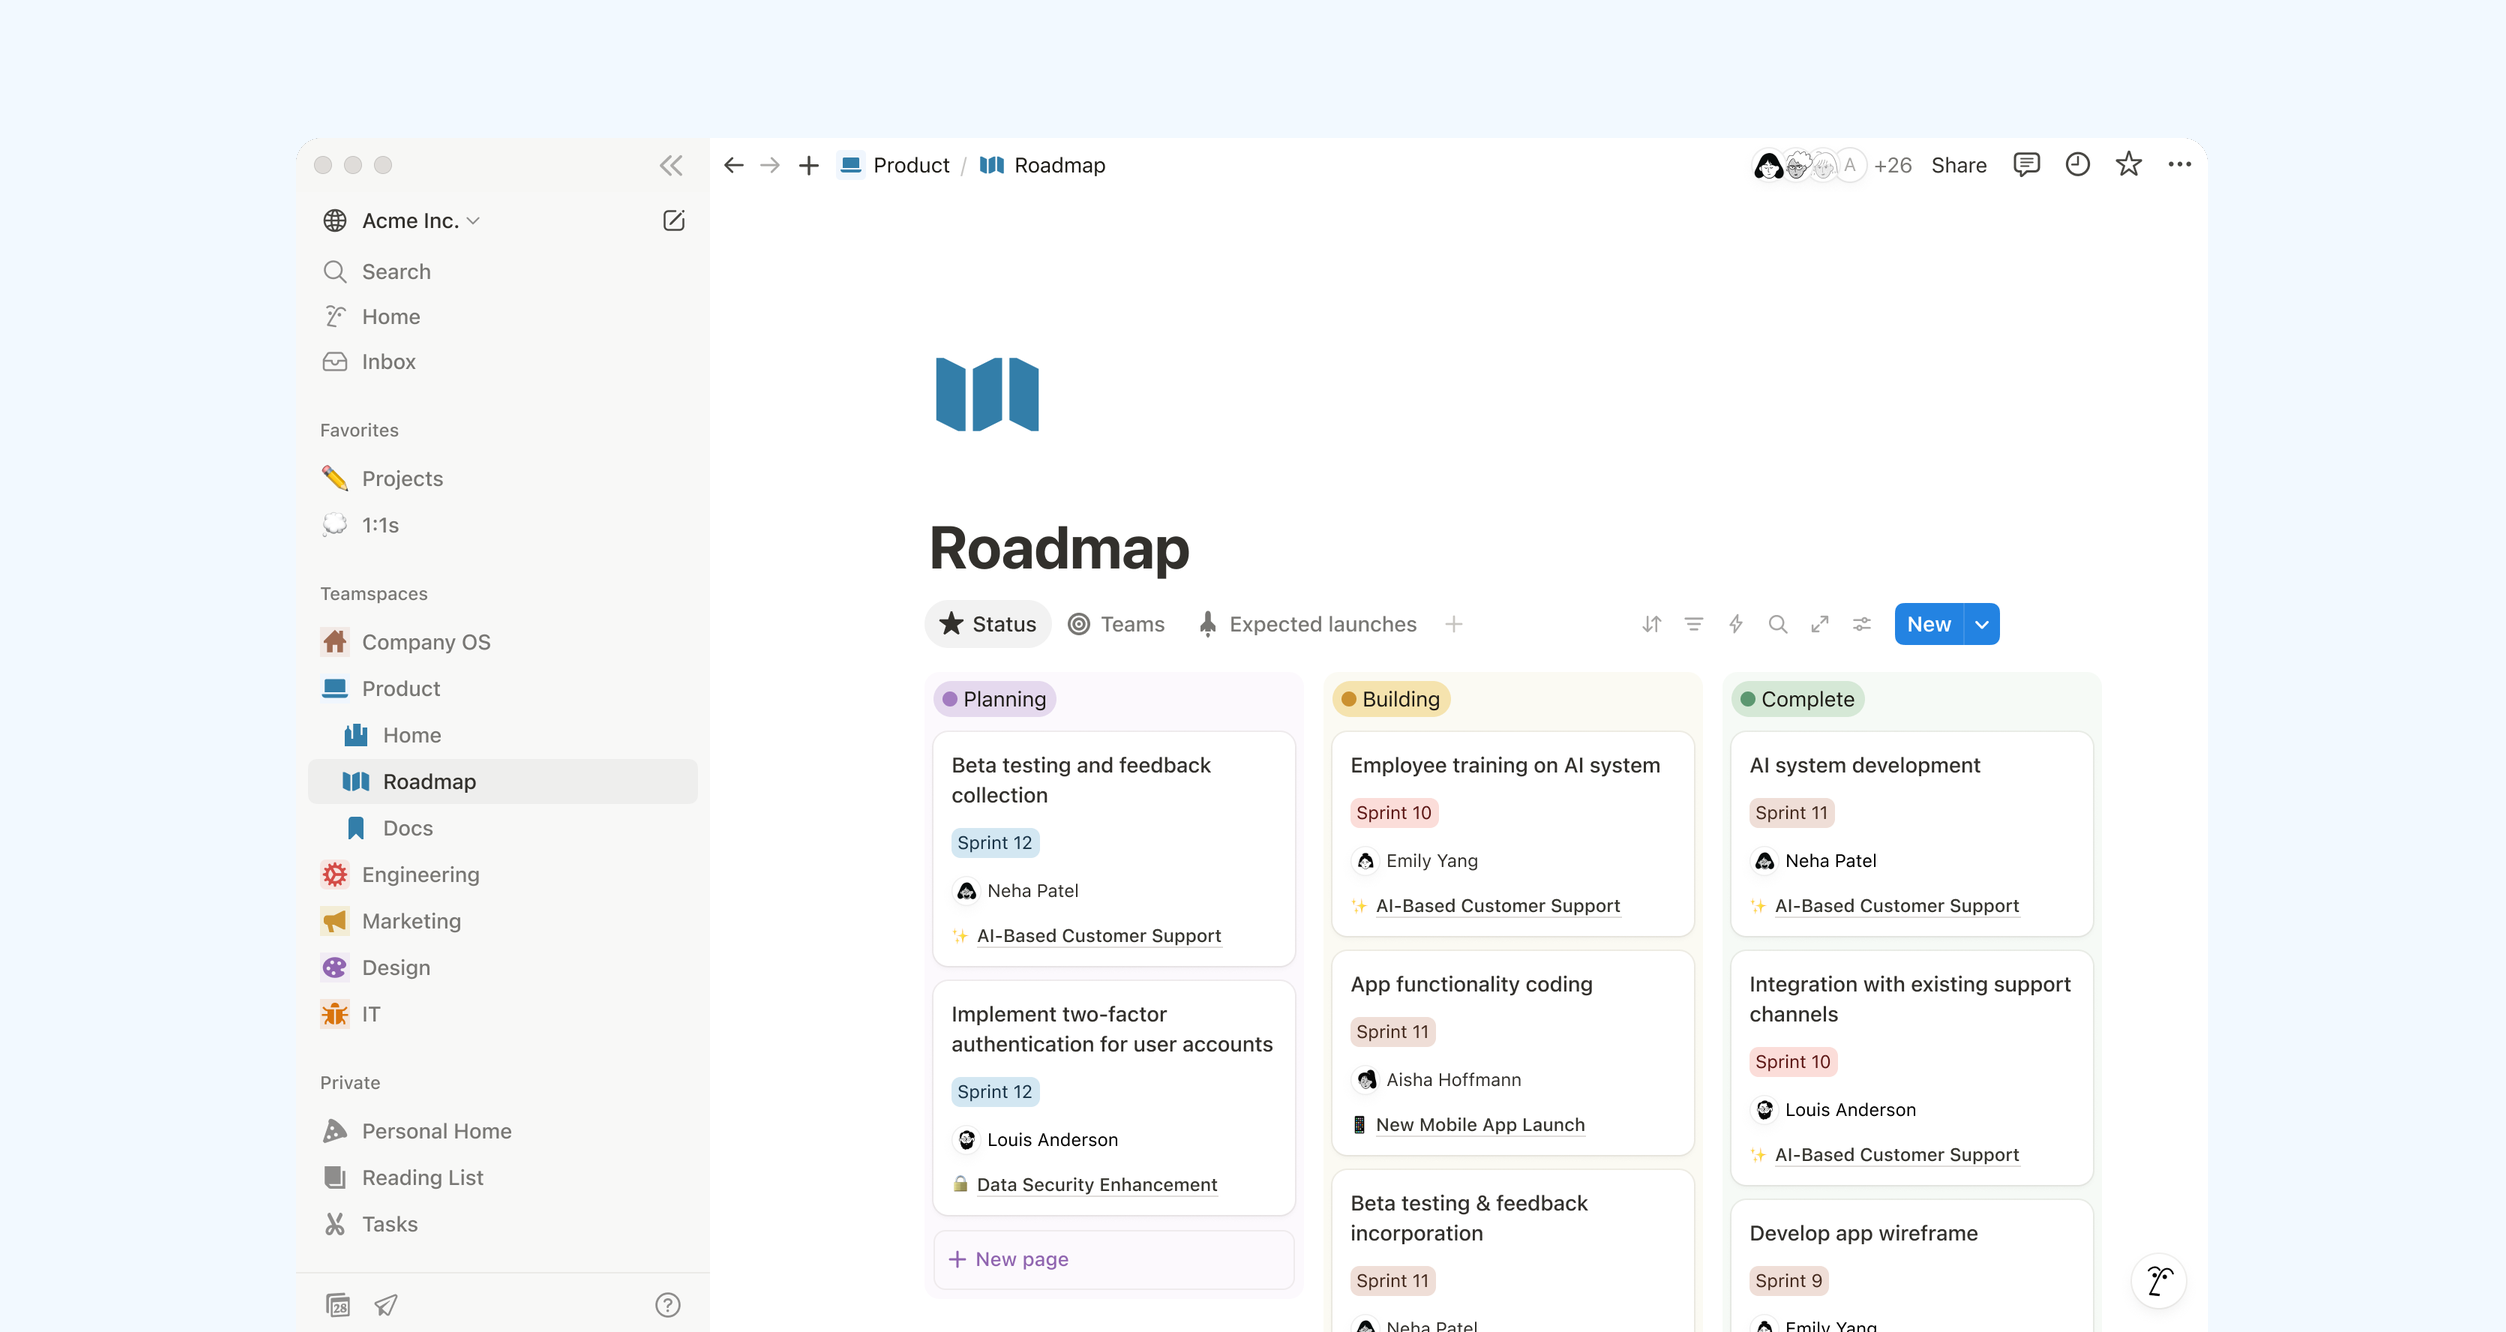 Acme Inc.
Search
Home
Inbox
Favorites
Projects
1:1s
Teamspaces
Company OS
Product
Home
Roadmap
Docs
Engineering
Marketing
Design
IT
Private
Personal Home
Reading List
Tasks
28
Product / Roadmap
A +26 Share
Roadmap
Status Teams Expected launches
New
Planning
Beta testing and feedback
collection
Sprint 12
Neha Patel
AI-Based Customer Support
Implement two-factor
authentication for user accounts
Sprint 12
Louis Anderson
Data Security Enhancement
+ New page
Building
Employee training on AI system
Sprint 10
Emily Yang
AI-Based Customer Support
App functionality coding
Sprint 11
Aisha Hoffmann
New Mobile App Launch
Beta testing & feedback
incorporation
Sprint 11
Neha Patel
Complete
AI system development
Sprint 11
Neha Patel
AI-Based Customer Support
Integration with existing support
channels
Sprint 10
Louis Anderson
AI-Based Customer Support
Develop app wireframe
Sprint 9
Emily Yang